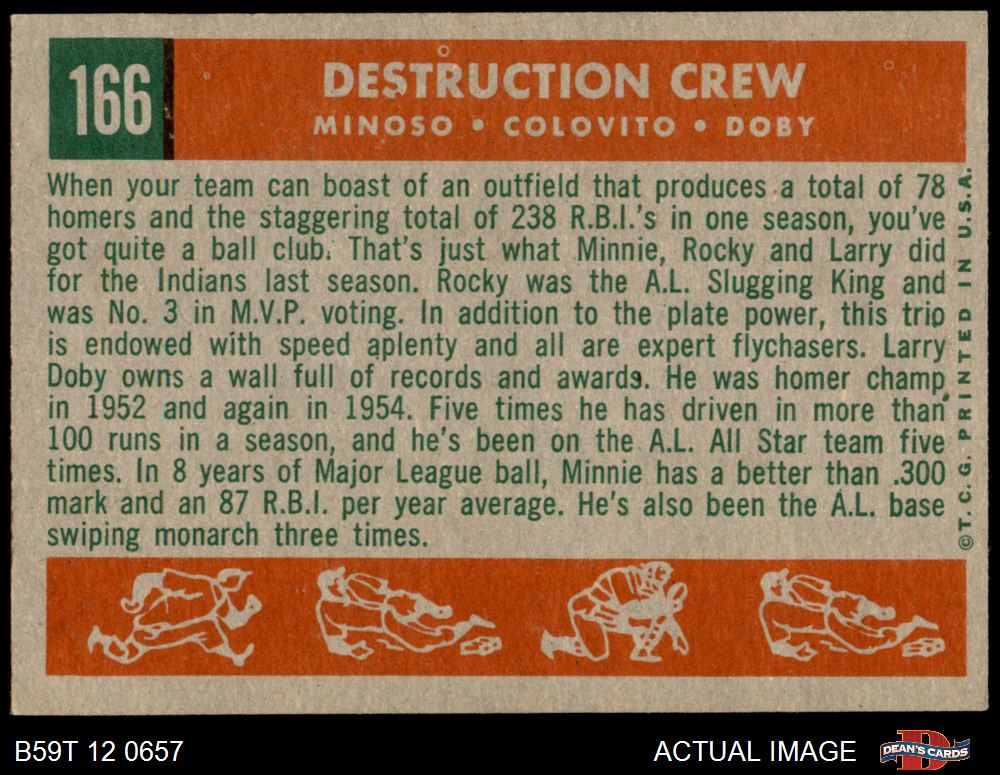 166
DESTRUCTION CREW
MINOSO • COLOVITO • DOBY
When your team can boast of an outfield that produces a total of 78
homers and the staggering total of 238 R.B.I.'s in one season, you've
got quite a ball club. That's just what Minnie, Rocky and Larry did
for the Indians last season. Rocky was the A.L. Slugging King and
was No. 3 in M.V.P. voting. In addition to the plate power, this trio
is endowed with speed aplenty and all are expert flychasers. Larry
Doby owns a wall full of records and awards. He was homer champ
in 1952 and again in 1954. Five times he has driven in more than
100 runs in a season, and he's been on the A.L. All Star team five
times. In 8 years of Major League ball, Minnie has a better than .300
mark and an 87 R.B.I. per year average. He's also been the A.L. base
swiping monarch three times.
©T. C. G. PRINTED IN U.S.A.
B59T 12 0657
ACTUAL IMAGE
D
DEAN'S CARDS